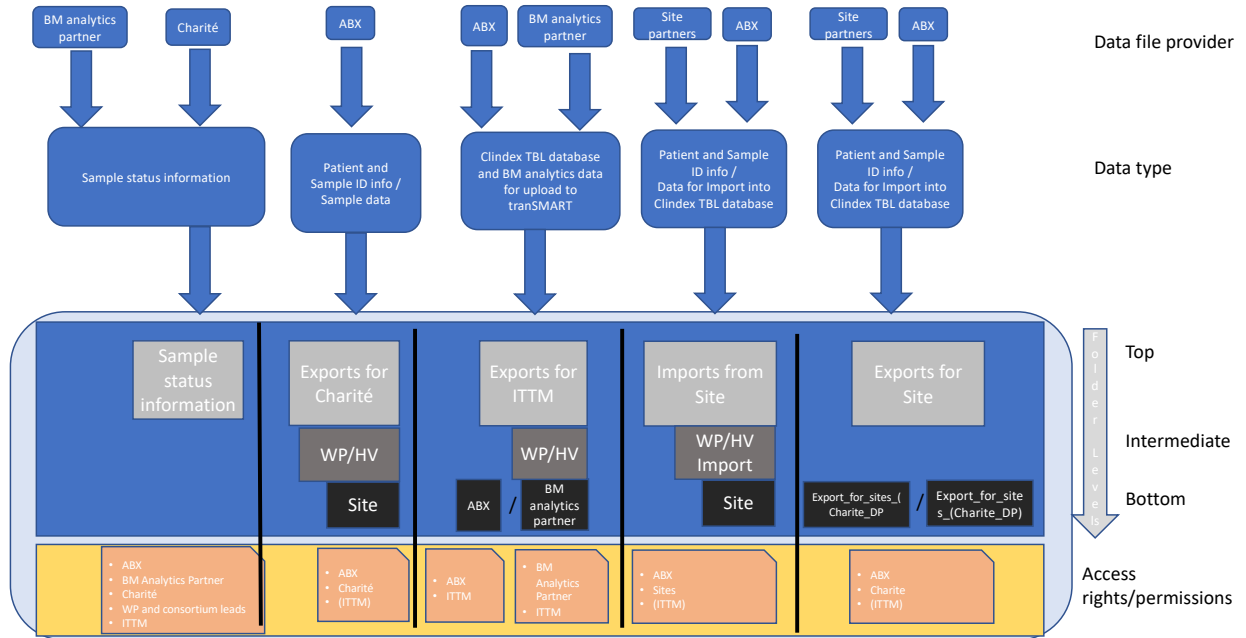 BM analytics
partner
Charité
ABX
ABX
BM analytics
partner
Site
partners
ABX
Site
partners
ABX
Data file provider
Sample status information
Patient and
Sample ID info /
Sample data
Clindex TBL database
and BM analytics data
for upload to
tranSMART
Patient and Sample
ID info /
Data for Import into
Clindex TBL database
Patient and Sample
ID info /
Data for Import into
Clindex TBL database
Data type
Sample
status
information
Exports for
Charité
Exports for
ITTM
Imports from
Site
Exports for
Site
Folder Levels
Top
WP/HV
WP/HV
WP/HV
Import
Intermediate
Site
ABX
/
BM
analytics
partner
Site
Export_for_sites_(
Charite_DP
/
Export_for_site
s_(Charite_DP)
Bottom
• ABX
• BM Analytics Partner
• Charité
• WP and consortium leads
• ITTM
• ABX
• Charité
• (ITTM)
• ABX
• ITTM
• BM
Analytics
Partner
• ITTM
• ABX
• Sites
• (ITTM)
• ABX
• Charite
• (ITTM)
Access
rights/permissions